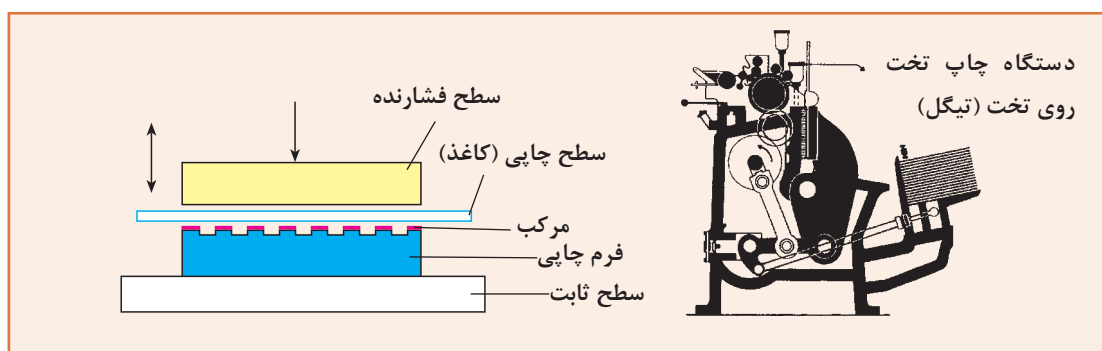 دستگاه چاپ تخت
روی تخت (تیگل)
سطح فشارنده
سطح چاپی (کاغذ)
مرکب
فرم چاپی
سطح ثابت